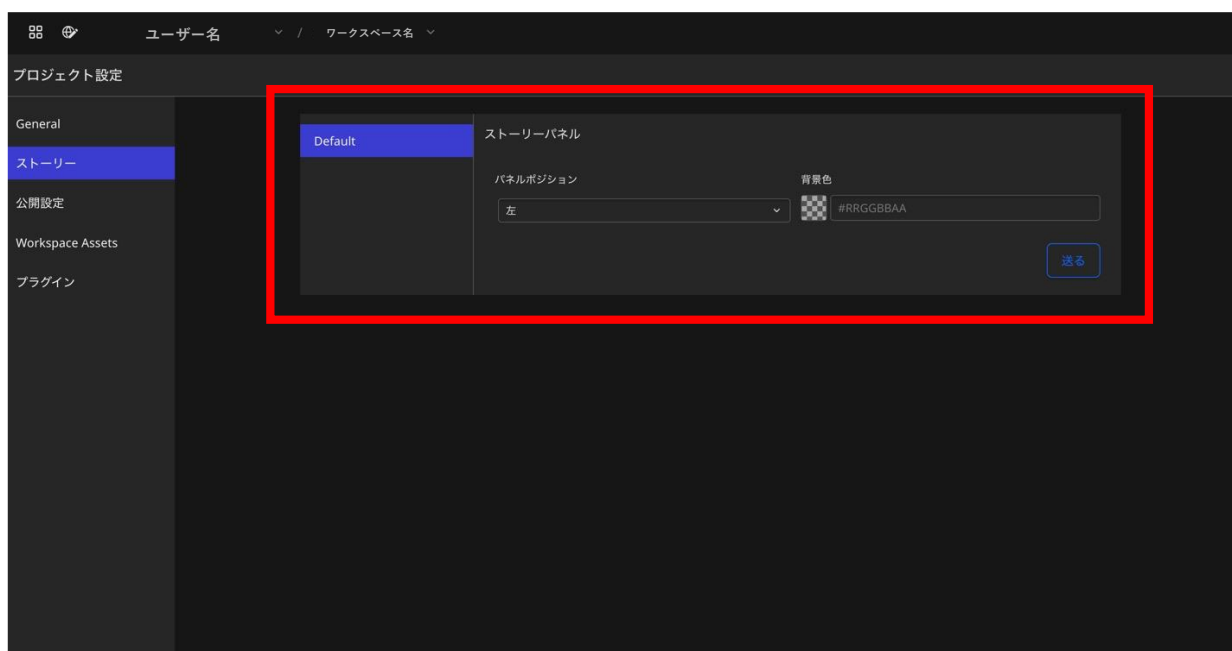 ユーザー名 / ワークスペース名
プロジェクト設定
General
ストーリー
公開設定
Workspace Assets
プラグイン
Default
ストーリーパネル
パネルポジション
左
背景色
#RRGGBBAA
送る